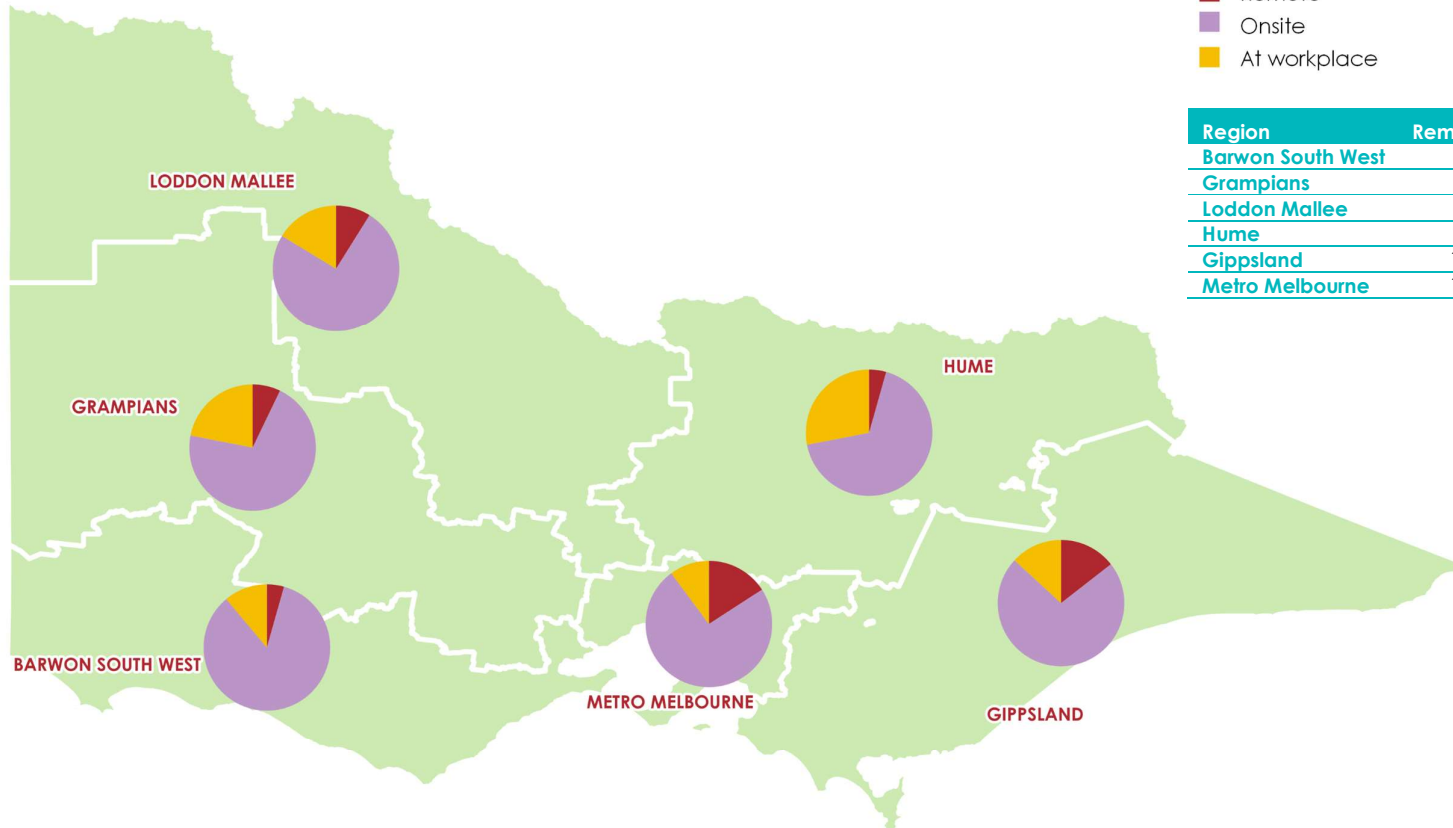 Onsite
At workplace
Region
Barwon South West
Grampians
Loddon Mallee
Hume
Gippsland
Metro Melbourne
LODDON MALLEE
HUME
GRAMPIANS
BARWON SOUTH WEST
METRO MELBOURNE
GIPPSLAND